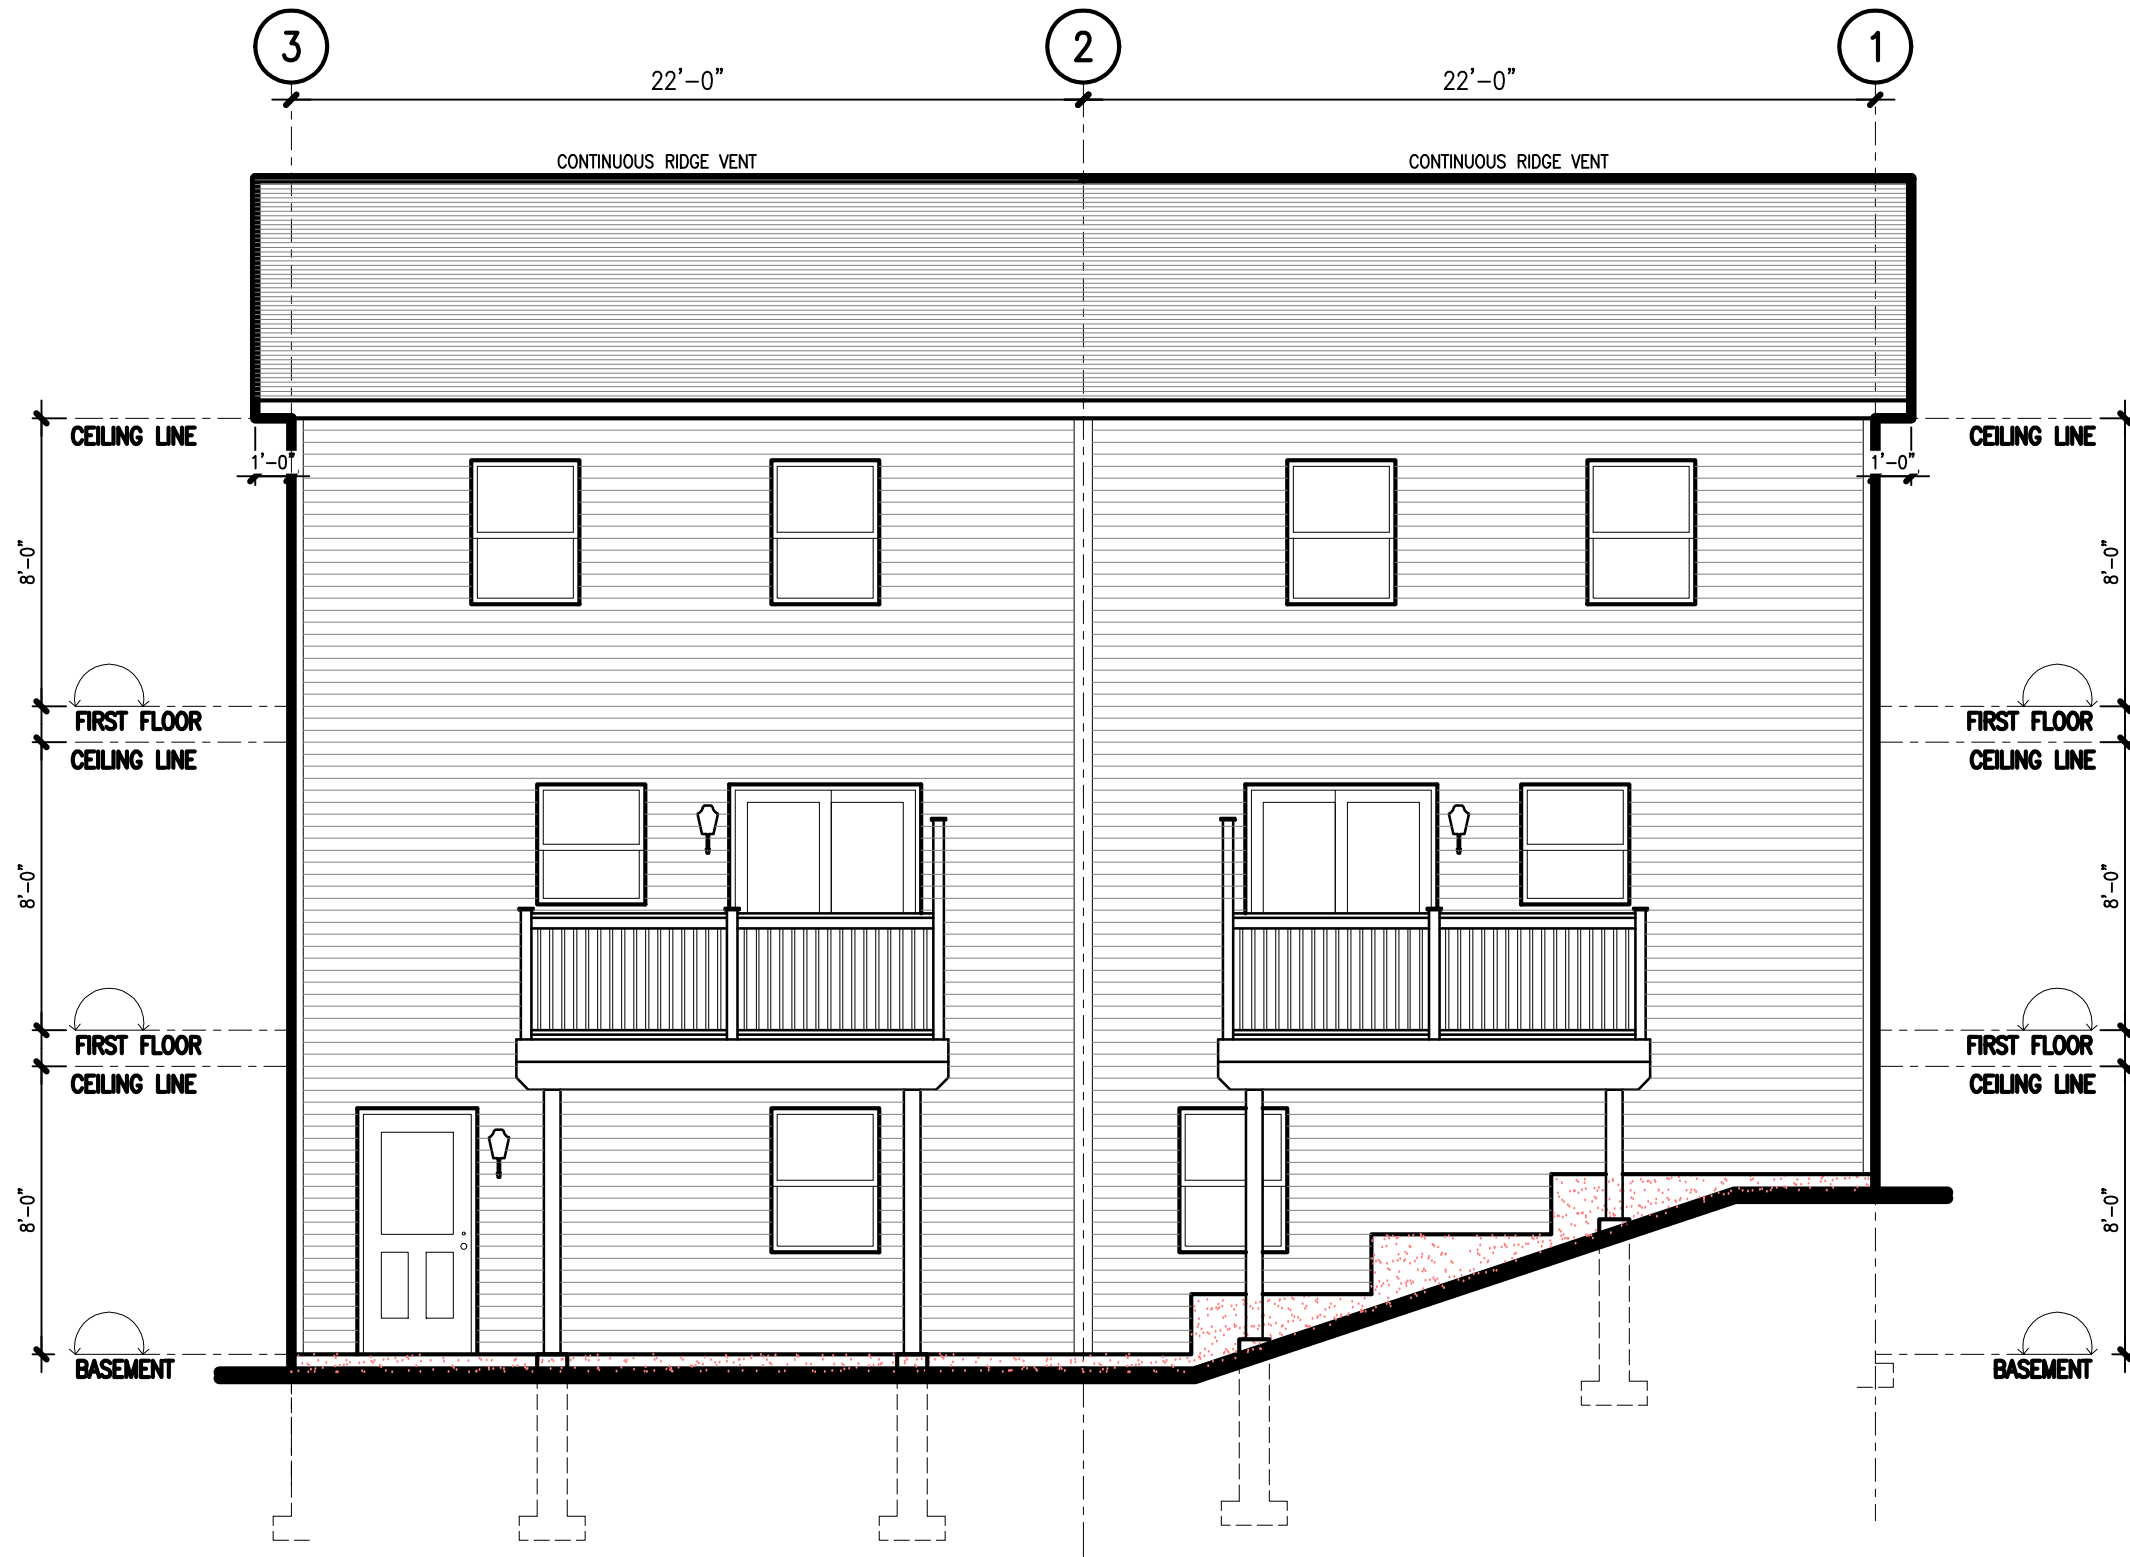 3 2 1
22'-0" 22'-0"
CONTINUOUS RIDGE VENT CONTINUOUS RIDGE VENT
CEILING LINE CEILING LINE
1'-0" 1'-0"
8'-0" 8'-0"
FIRST FLOOR FIRST FLOOR
CEILING LINE CEILING LINE
8'-0" 8'-0"
FIRST FLOOR FIRST FLOOR
CEILING LINE CEILING LINE
8'-0" 8'-0"
BASEMENT BASEMENT